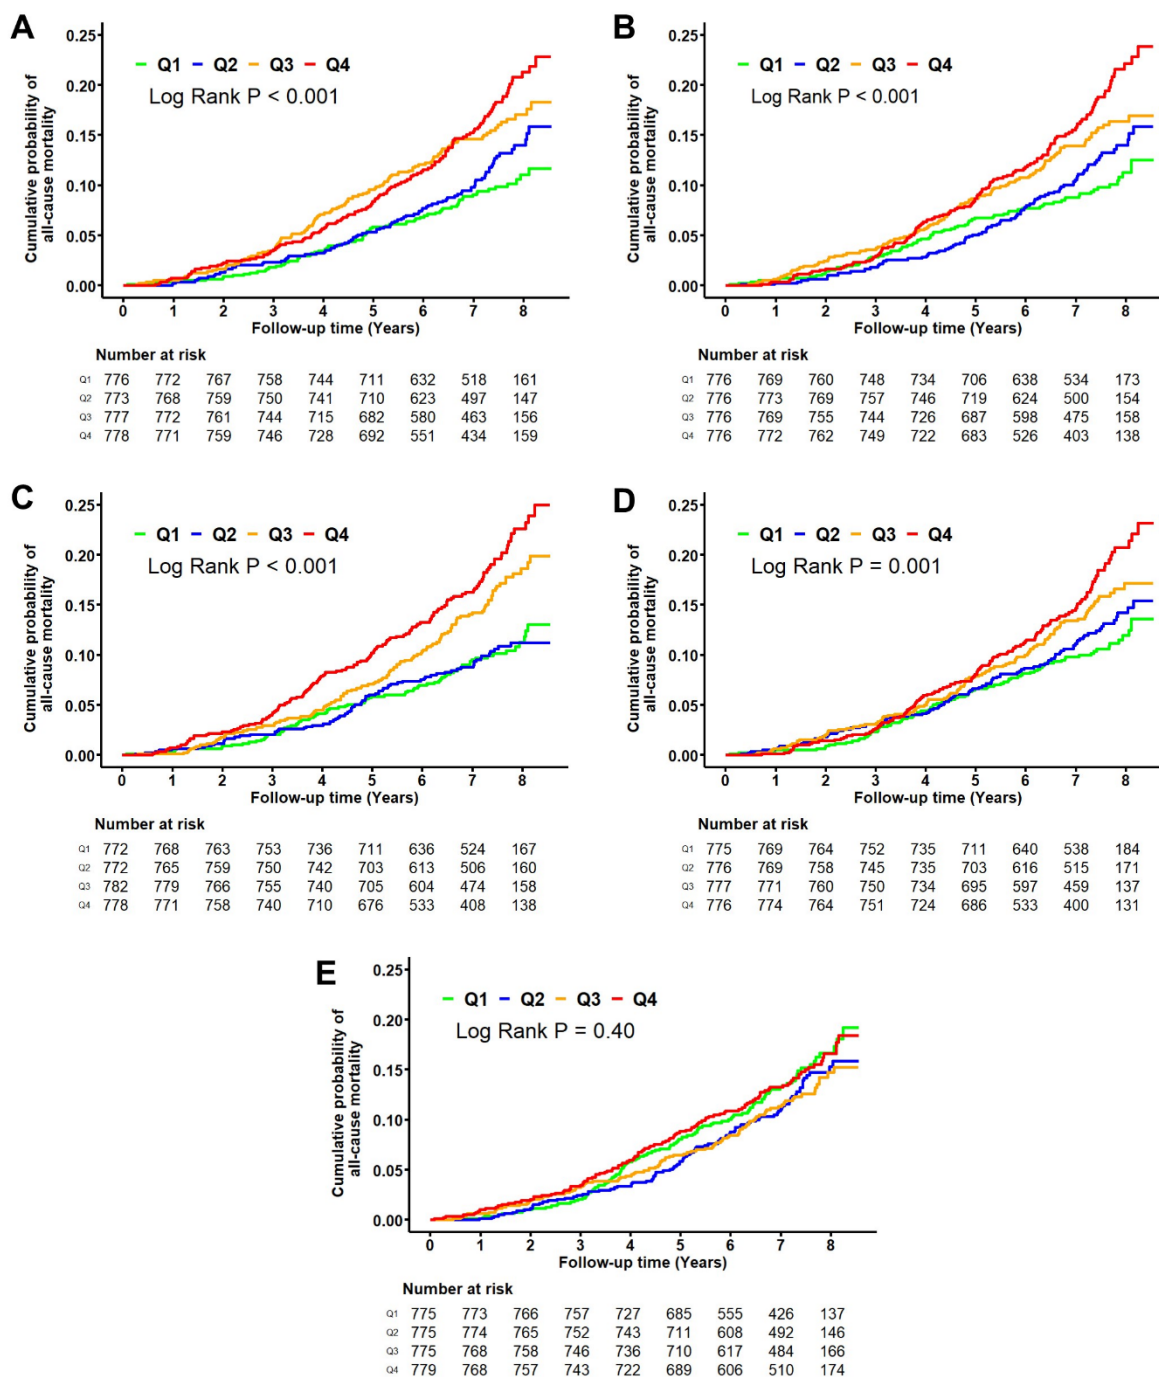 A
B
0.25
0.20
0.15
0.10
0.05
0.00
Cumulative probability of
all-cause mortality
Q1 Q2 Q3 Q4
Log Rank P < 0.001
0 1 2 3 4 5 6 7 8
Follow-up time (Years)
Number at risk
Q1 776 772 767 758 744 711 632 518 161
Q2 773 768 759 750 741 710 623 497 147
Q3 777 772 761 744 715 682 580 463 156
Q4 778 771 759 746 728 692 551 434 159
0.25
0.20
0.15
0.10
0.05
0.00
Cumulative probability of
all-cause mortality
Q1 Q2 Q3 Q4
Log Rank P < 0.001
0 1 2 3 4 5 6 7 8
Follow-up time (Years)
Number at risk
Q1 776 769 760 748 734 706 638 534 173
Q2 776 773 769 757 746 719 624 500 154
Q3 776 769 755 744 726 687 598 475 158
Q4 776 772 762 749 722 683 526 403 138
C
D
0.25
0.20
0.15
0.10
0.05
0.00
Cumulative probability of
all-cause mortality
Q1 Q2 Q3 Q4
Log Rank P < 0.001
0 1 2 3 4 5 6 7 8
Follow-up time (Years)
Number at risk
Q1 772 768 763 753 736 711 636 524 167
Q2 772 765 759 750 742 703 613 506 160
Q3 782 779 766 755 740 705 604 474 158
Q4 778 771 758 740 710 676 533 408 138
0.25
0.20
0.15
0.10
0.05
0.00
Cumulative probability of
all-cause mortality
Q1 Q2 Q3 Q4
Log Rank P = 0.001
0 1 2 3 4 5 6 7 8
Follow-up time (Years)
Number at risk
Q1 775 769 764 752 735 711 640 538 184
Q2 776 769 758 745 735 703 616 515 171
Q3 777 771 760 750 734 695 597 459 137
Q4 776 774 764 751 724 686 533 400 131
E
0.25
0.20
0.15
0.10
0.05
0.00
Cumulative probability of
all-cause mortality
Q1 Q2 Q3 Q4
Log Rank P = 0.40
0 1 2 3 4 5 6 7 8
Follow-up time (Years)
Number at risk
Q1 775 773 766 757 727 685 555 426 137
Q2 775 774 765 752 743 711 608 492 146
Q3 775 768 758 746 736 710 617 484 166
Q4 779 768 757 743 722 689 606 510 174